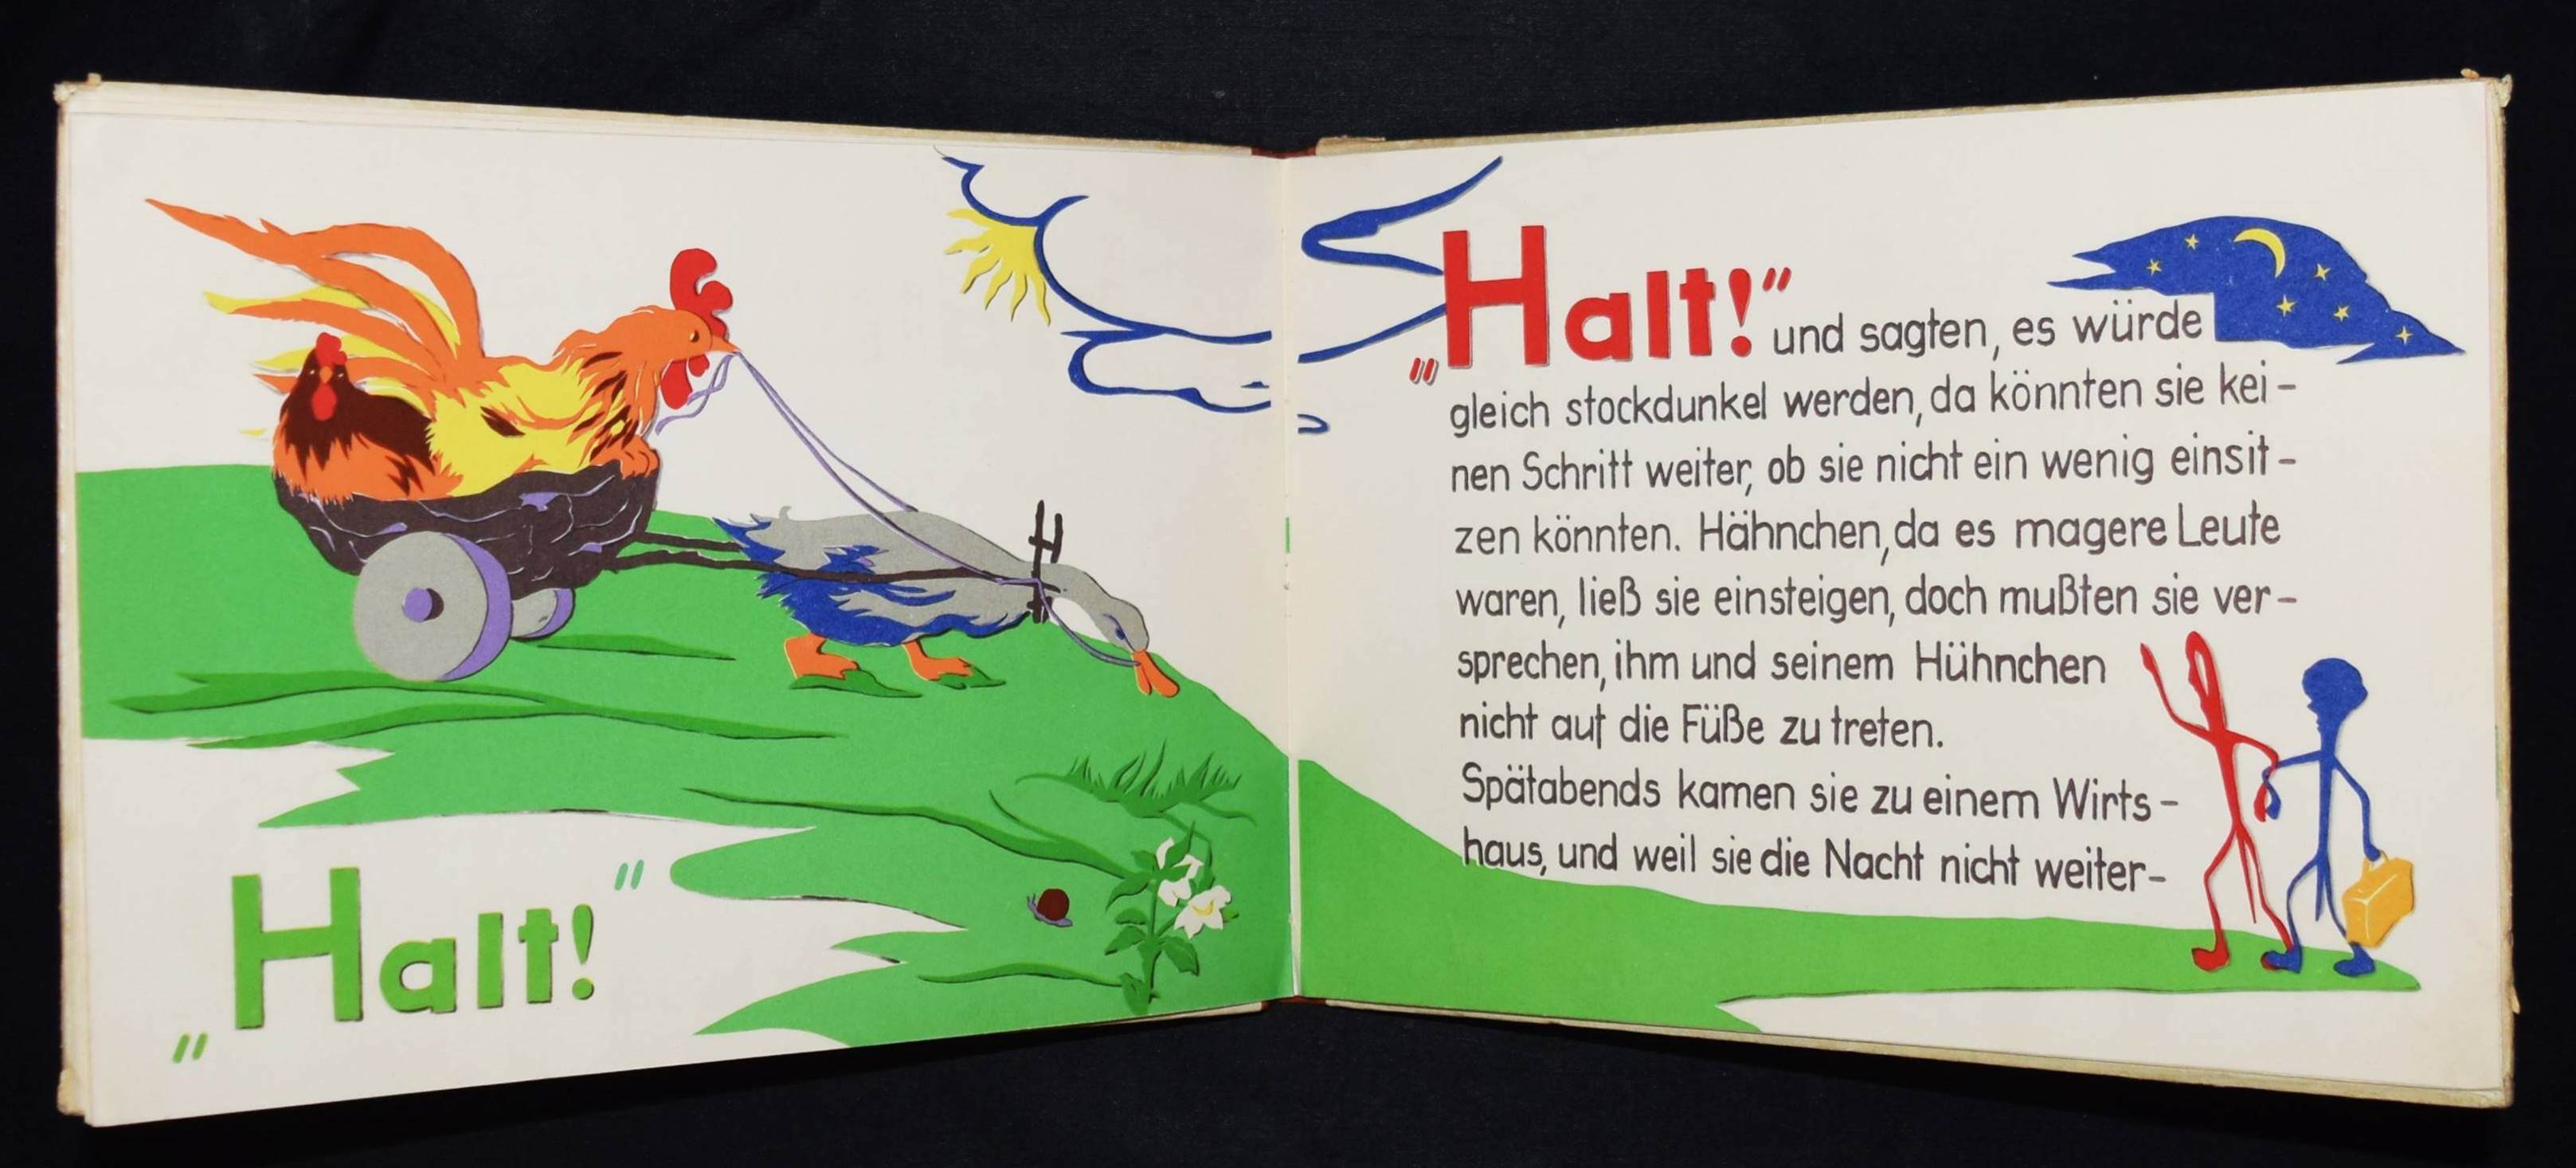 „Halt!“
„Halt!“ und sagten, es würde
gleich stockdunkel werden, da könnten sie kei-
nen Schritt weiter, ob sie nicht ein wenig einsit-
zen könnten. Hähnchen, da es magere Leute
waren, ließ sie einsteigen, doch mußten sie ver-
sprechen, ihm und seinem Hühnchen
nicht auf die Füße zu treten.
Spätabends kamen sie zu einem Wirts-
haus, und weil sie die Nacht nicht weiter-